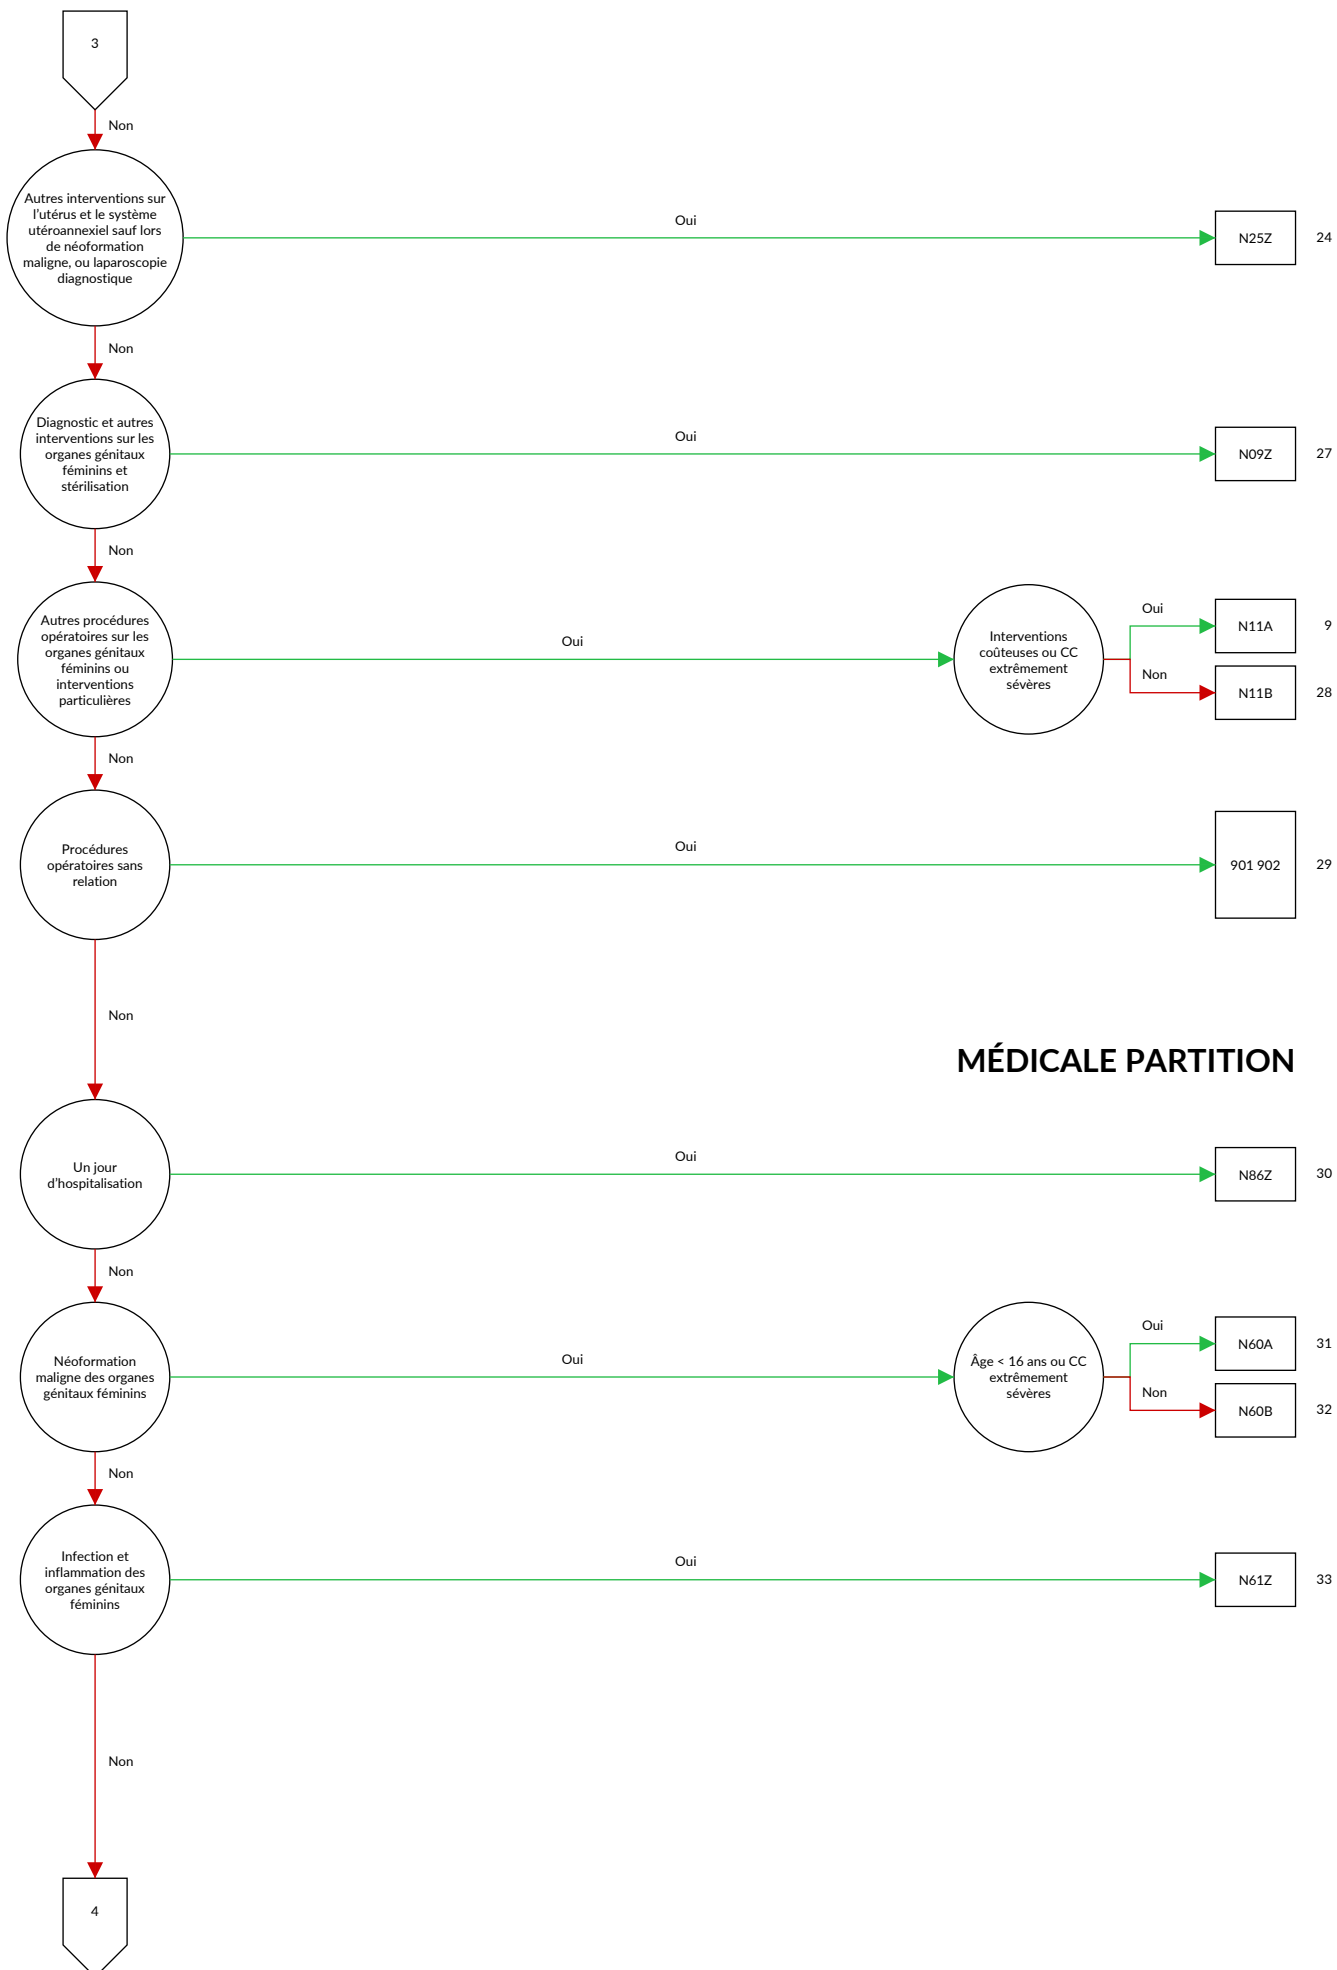 3
Non
Autres interventions sur
l'utérus et le système
utéroannexiel sauf lors
de néoformation
maligne, ou laparoscopie
diagnostique
Oui
N25Z
24
Non
Diagnostic et autres
interventions sur les
organes génitaux
féminins et
stérilisation
Oui
N09Z
27
Non
Autres procédures
opératoires sur les
organes génitaux
féminins ou
interventions
particulières
Oui
Interventions
coûteuses ou CC
extrêmement
sévères
Oui
N11A
9
Non
N11B
28
Non
Procédures
opératoires sans
relation
Oui
901 902
29
Non
MÉDICALE PARTITION
Un jour
d'hospitalisation
Oui
N86Z
30
Non
Néoformation
maligne des organes
génitaux féminins
Oui
Âge < 16 ans ou CC
extrêmement
sévères
Oui
N60A
31
Non
N60B
32
Non
Infection et
inflammation des
organes génitaux
féminins
Oui
N61Z
33
Non
4